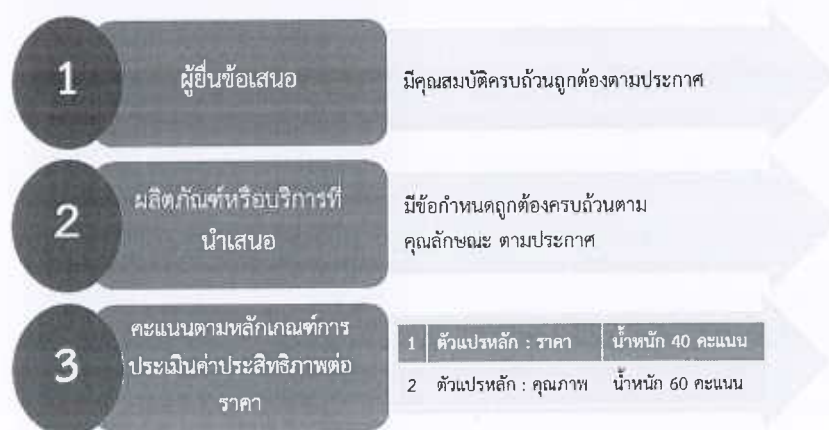 1
ผู้ยื่นข้อเสนอ
มีคุณสมบัติครบถ้วนถูกต้องตามประกาศ
2
ผลิตภัณฑ์หรือบริการที่
นำเสนอ
มีข้อกำหนดถูกต้องครบถ้วนตาม
คุณลักษณะ ตามประกาศ
3
คะแนนตามหลักเกณฑ์การ
ประเมินค่าประสิทธิภาพต่อ
ราคา
1 ตัวแปรหลัก : ราคา น้ำหนัก 40 คะแนน
2 ตัวแปรหลัก : คุณภาพ น้ำหนัก 60 คะแนน